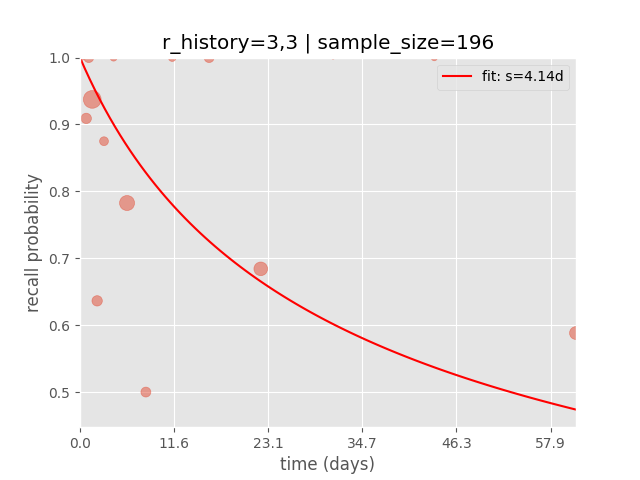 r_history=3,3 | sample_size=196
fit: s=4.14d
recall probability
1.0
0.9
0.8
0.7
0.6
0.5
0.0 11.6 23.1 34.7 46.3 57.9
time (days)